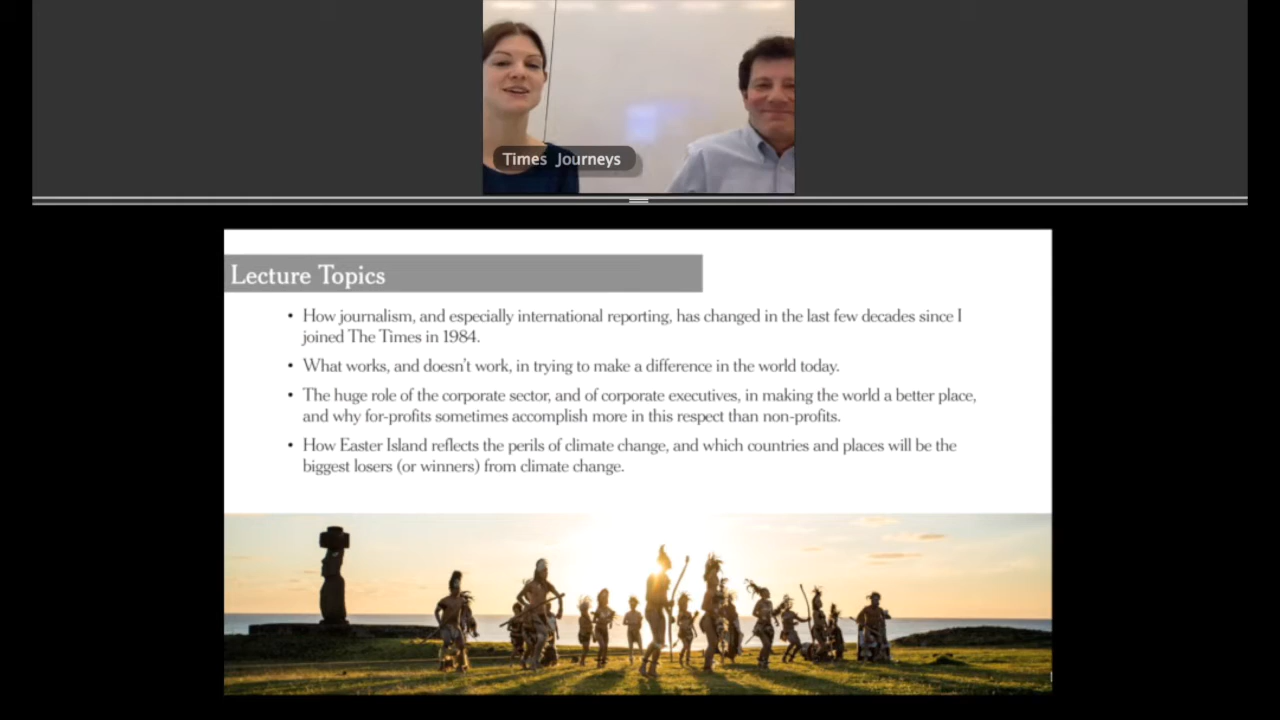 Times Journeys
Lecture Topics
• How journalism, and especially international reporting, has changed in the last few decades since I
joined The Times in 1984.
• What works, and doesn't work, in trying to make a difference in the world today.
• The huge role of the corporate sector, and of corporate executives, in making the world a better place,
and why for-profits sometimes accomplish more in this respect than non-profits.
• How Easter Island reflects the perils of climate change, and which countries and places will be the
biggest losers (or winners) from climate change.